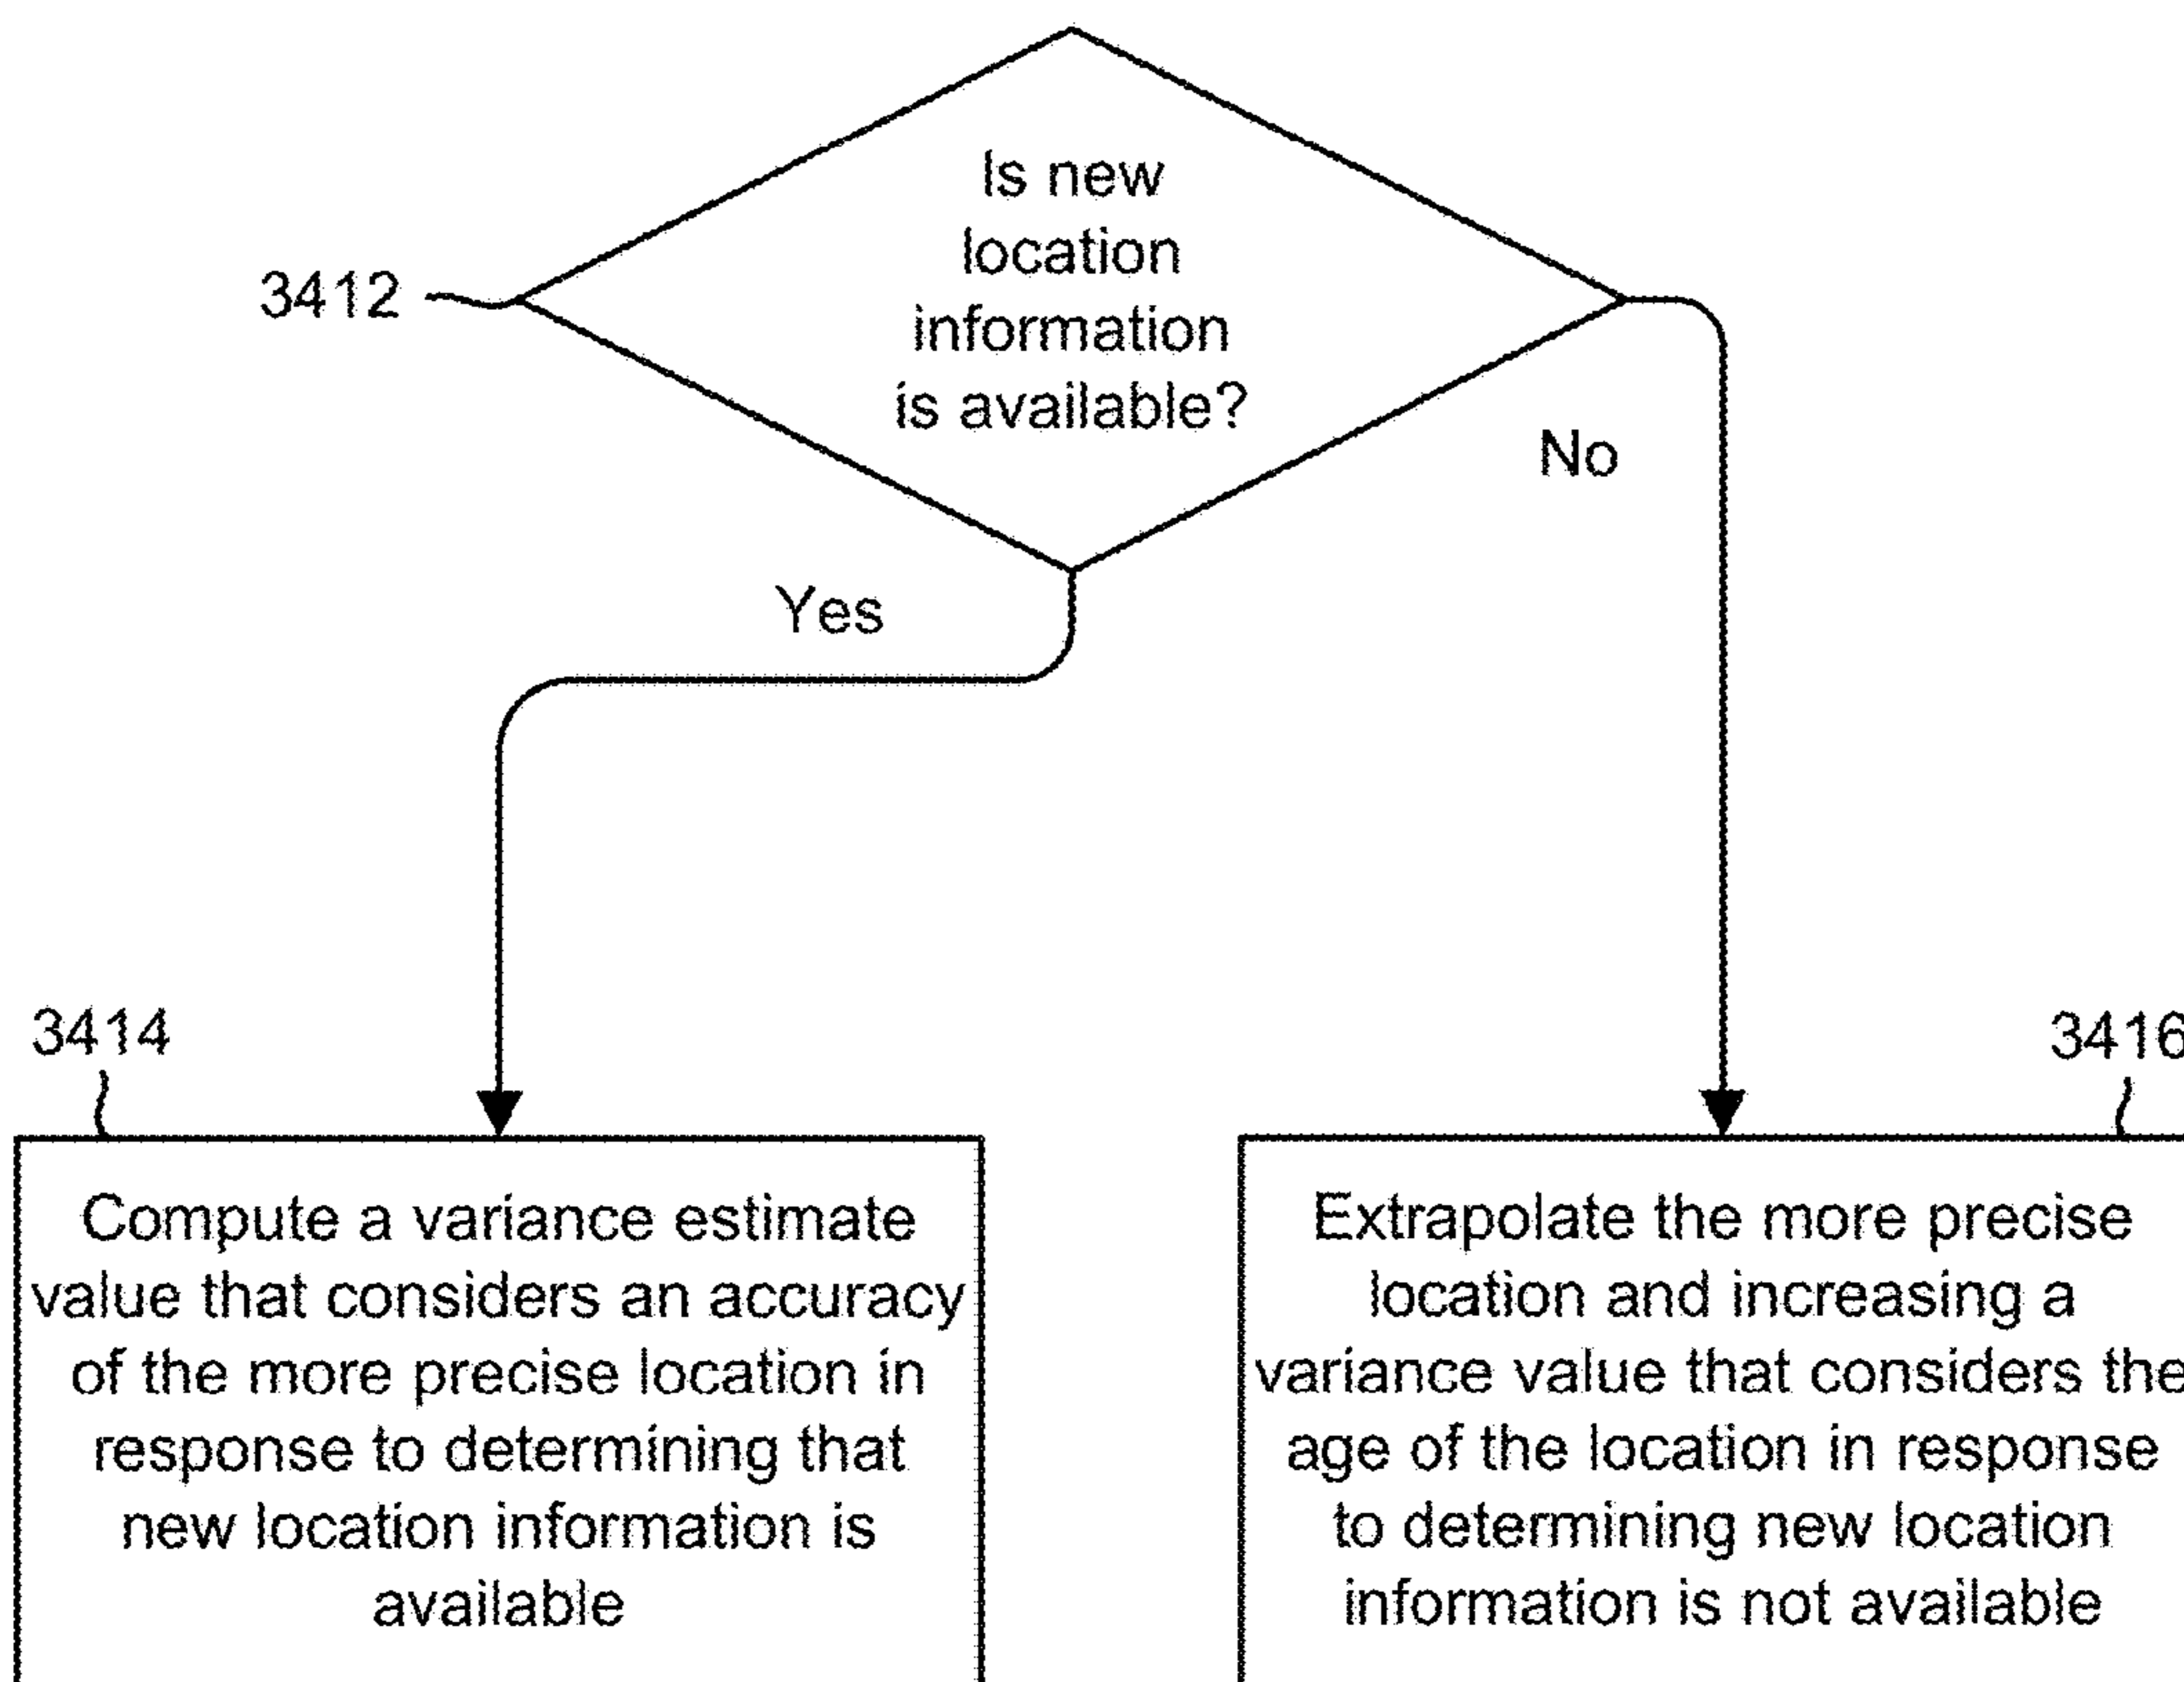 Is new
location
information
is available?
3412
No
Yes
3414
3416
Compute a variance estimate
value that considers an accuracy
of the more precise location in
response to determining that
new location information is
available
Extrapolate the more precise
location and increasing a
variance value that considers the
age of the location in response
to determining new location
information is not available